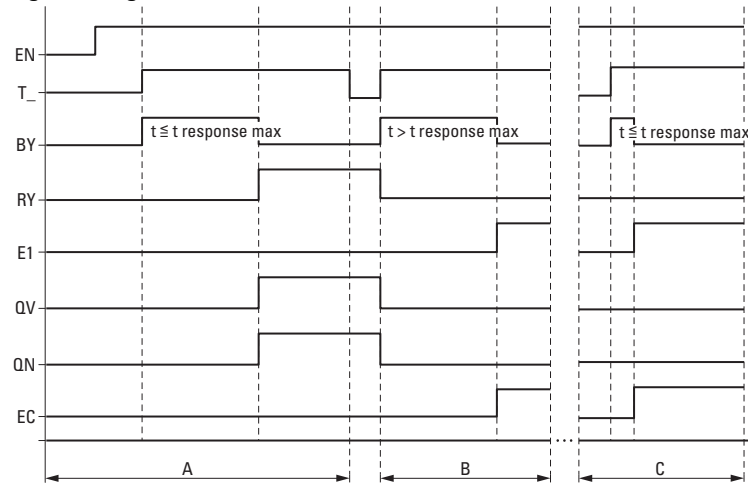 EN
T_
t ≦ t response max
t > t response max
t ≦ t response max
BY
RY
E1
QV
QN
EC
...
A
B
C